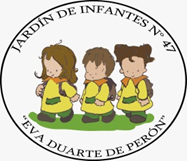 JARDÍN DE INFANTES Nº 47
"EVA DUARTE DE PERÓN"